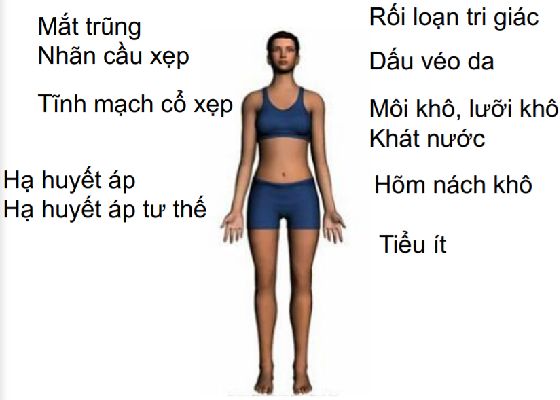 Mắt trũng
Nhãn cầu xẹp
Tĩnh mạch cổ xẹp
Hạ huyết áp
Hạ huyết áp tư thế
Rối loạn tri giác
Dấu véo da
Môi khô, lưỡi khô
Khát nước
Hõm nách khô
Tiểu ít